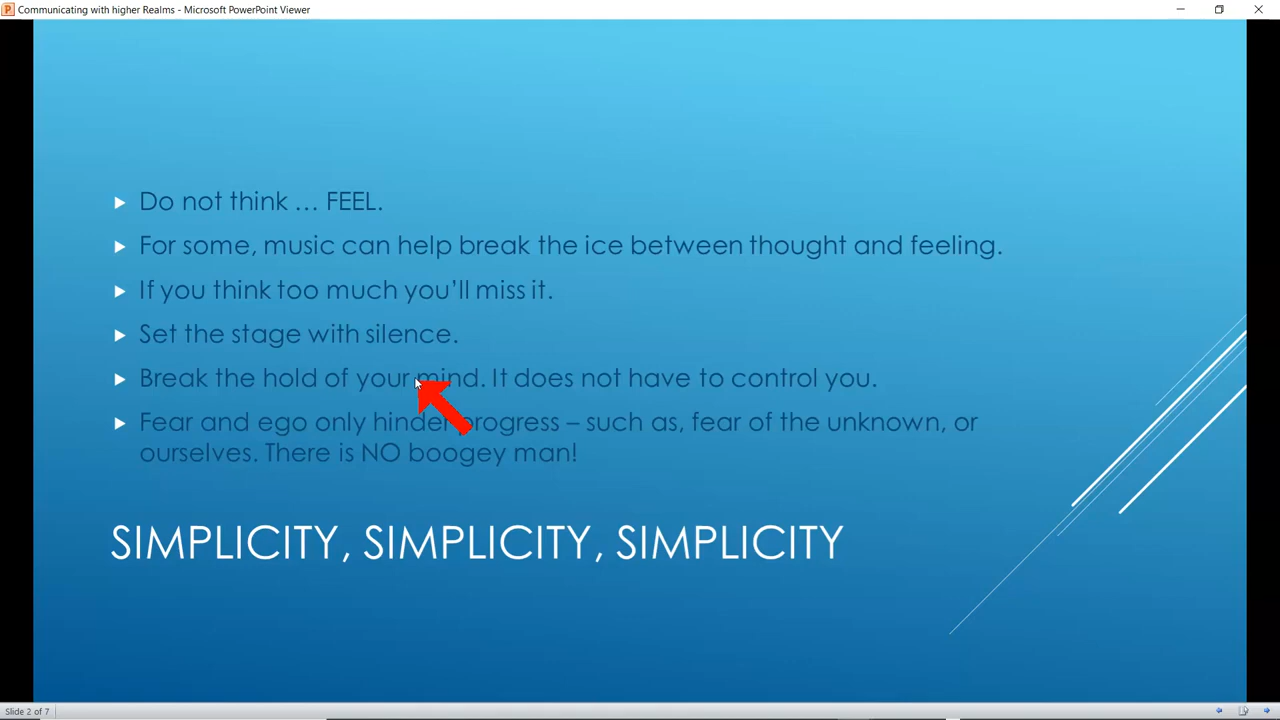 Communicating with higher Realms - Microsoft PowerPoint Viewer
Do not think … FEEL.
For some, music can help break the ice between thought and feeling.
If you think too much you’ll miss it.
Set the stage with silence.
Break the hold of your mind. It does not have to control you.
Fear and ego only hinder progress – such as, fear of the unknown, or
ourselves. There is NO boogey man!
SIMPLICITY, SIMPLICITY, SIMPLICITY
Slide 2 of 7